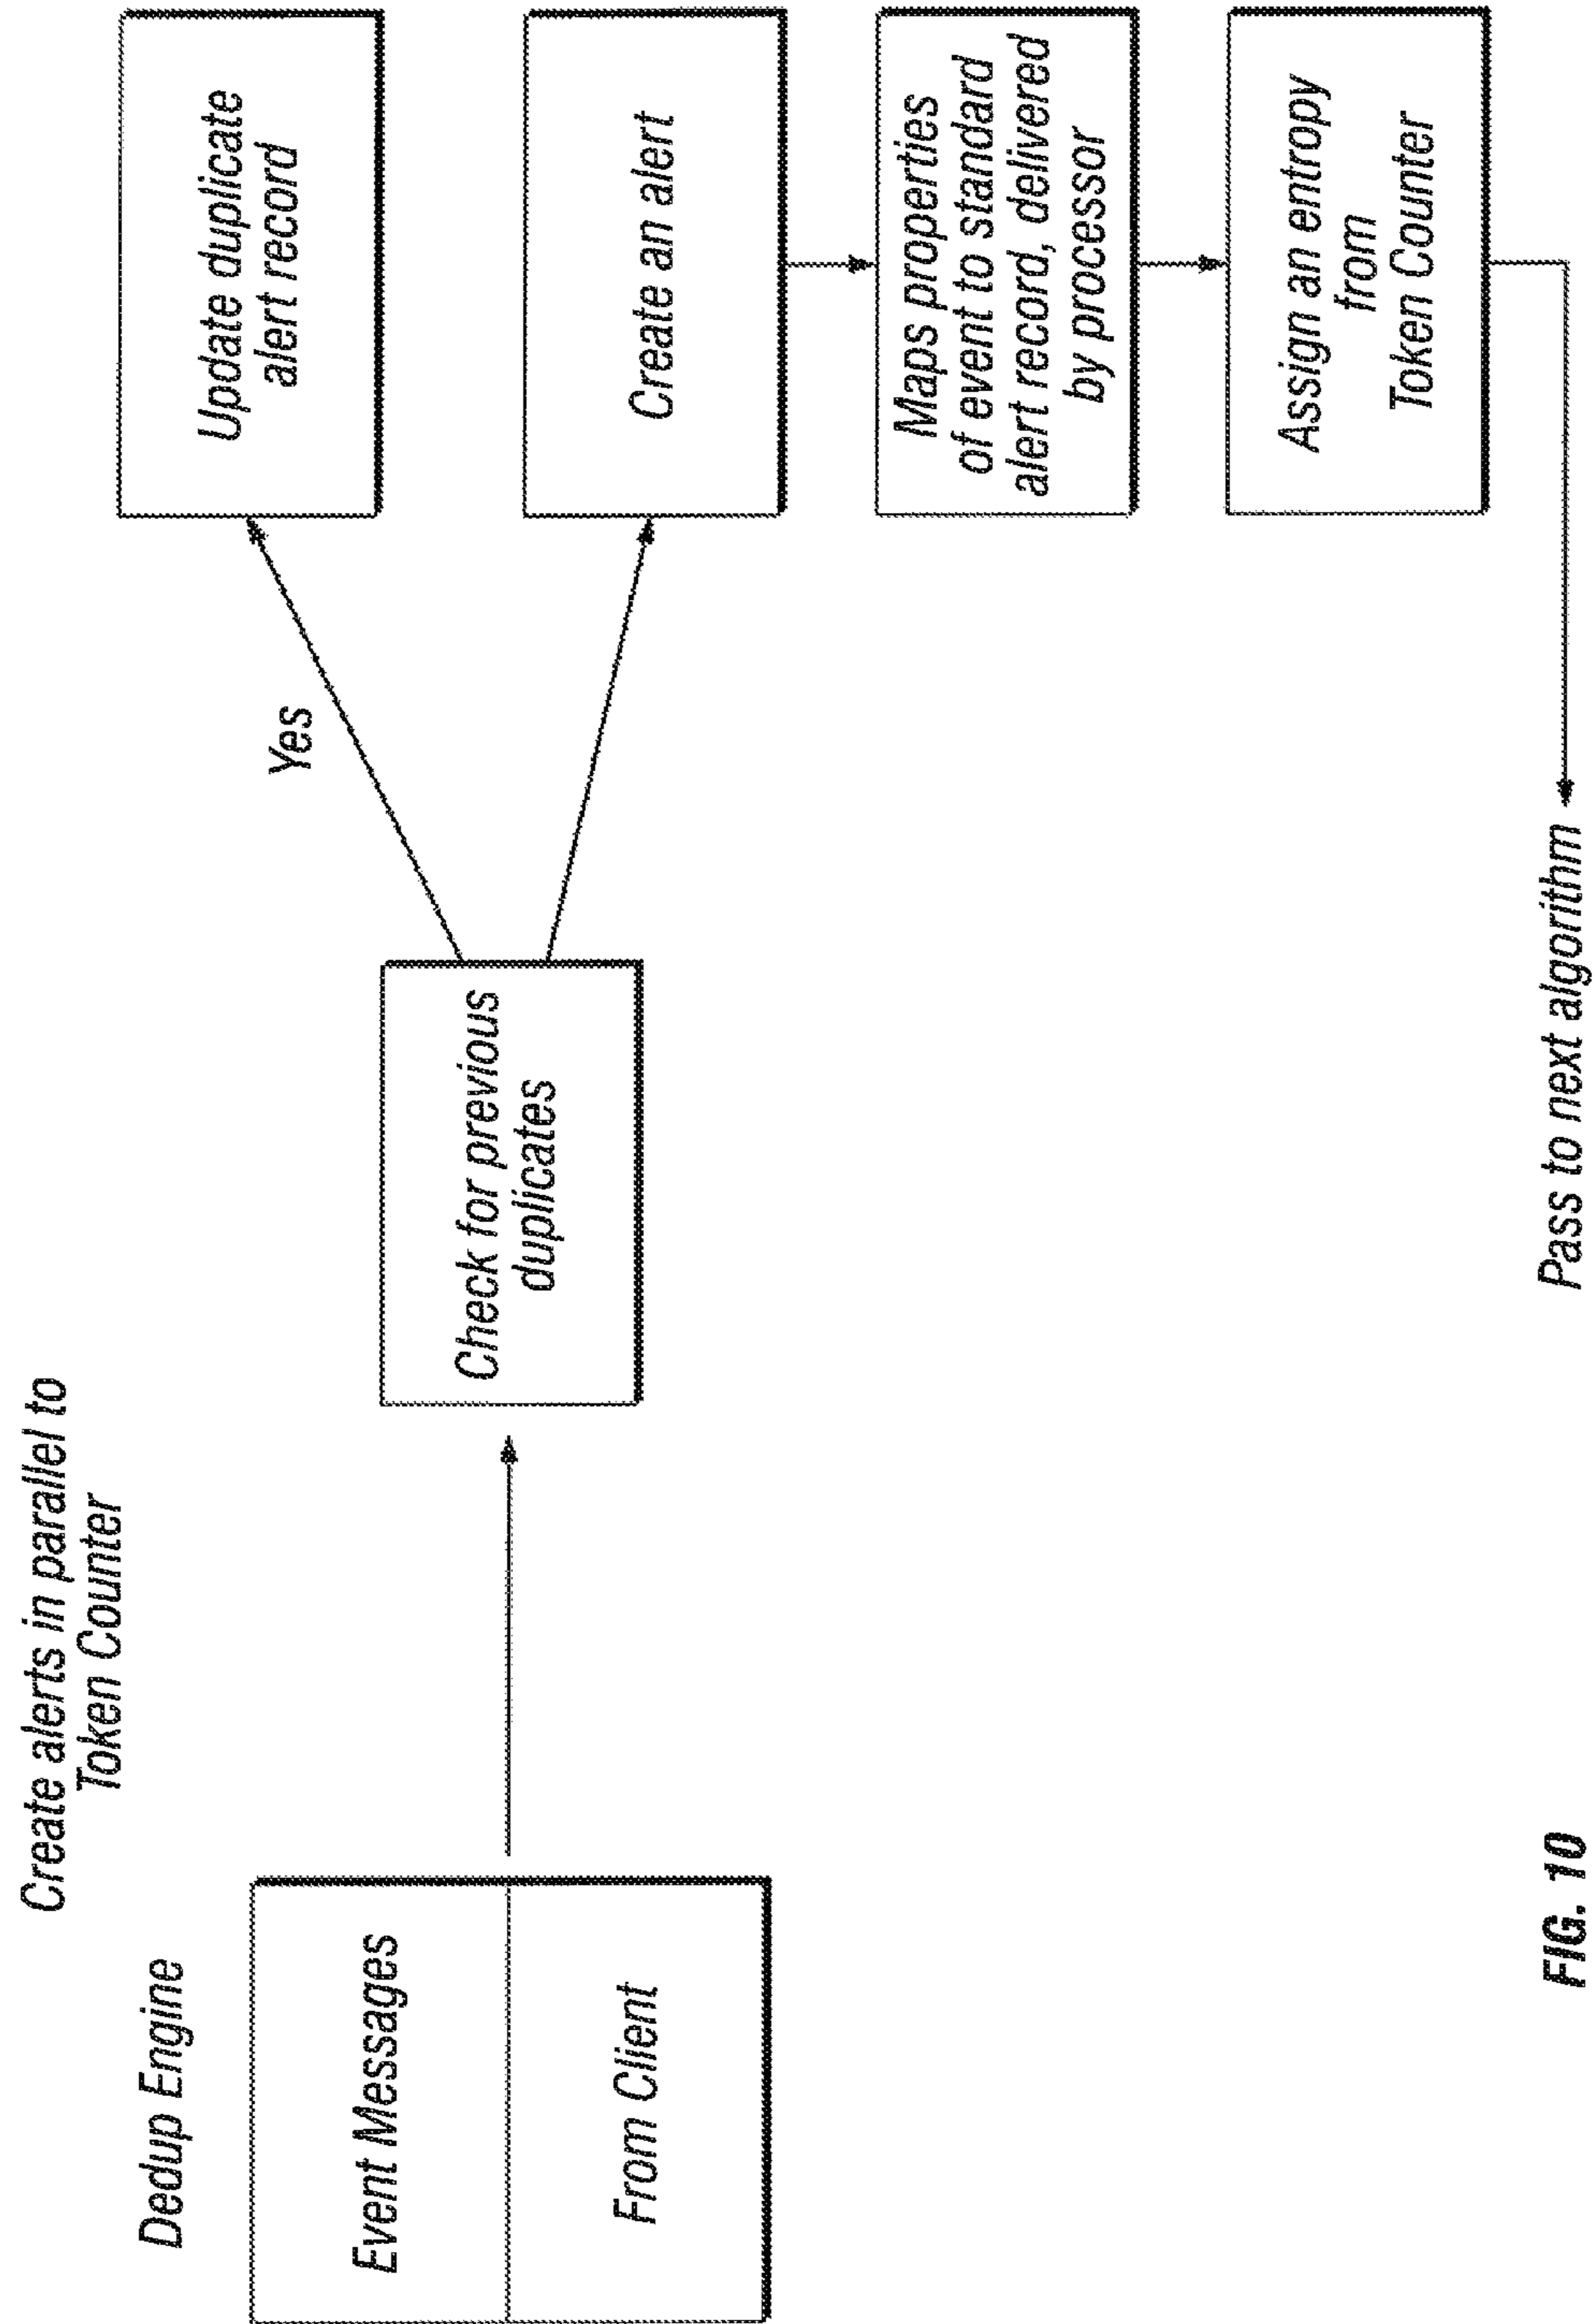 Create alerts in parallel to
Token Counter
Dedup Engine
Event Messages
From Client
Check for previous
duplicates
Yes
Update duplicate
alert record
Create an alert
Maps properties
of event to standard
alert record, delivered
by processor
Assign an entropy
from
Token Counter
Pass to next algorithm
FIG. 10